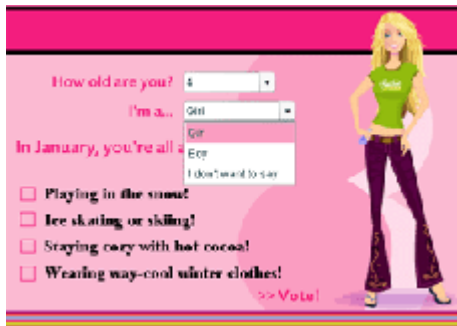 How old are you? 4
I'm a... Girl
Girl
In January, you're all a
Boy
I don't want to say
Playing in the snow!
Ice skating or skiing!
Staying cozy with hot cocoa!
Wearing way-cool winter clothes!
>> Vote!